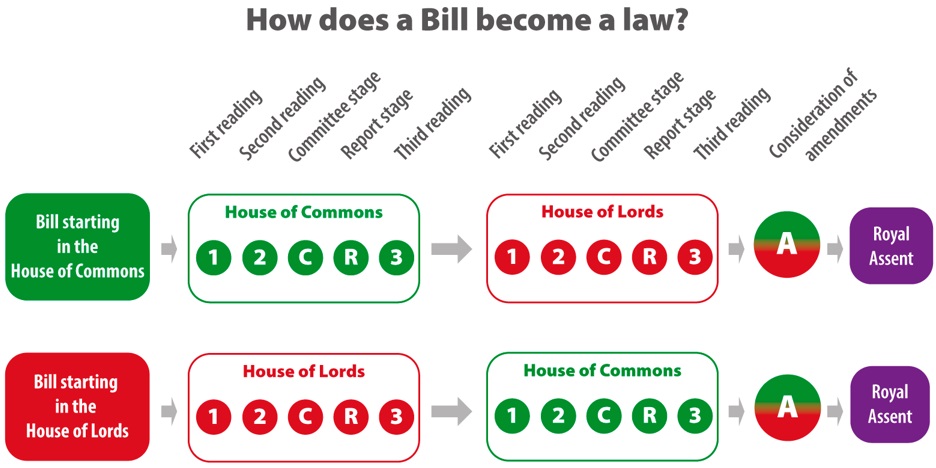 How does a Bill become a law?
First reading
Second reading
Committee stage
Report stage
Third reading
First reading
Second reading
Committee stage
Report stage
Third reading
Consideration of
amendments
Bill starting
in the
House of Commons
House of Commons
1 2 C R 3
House of Lords
1 2 C R 3
A
Royal
Assent
Bill starting
in the
House of Lords
House of Lords
1 2 C R 3
House of Commons
1 2 C R 3
A
Royal
Assent